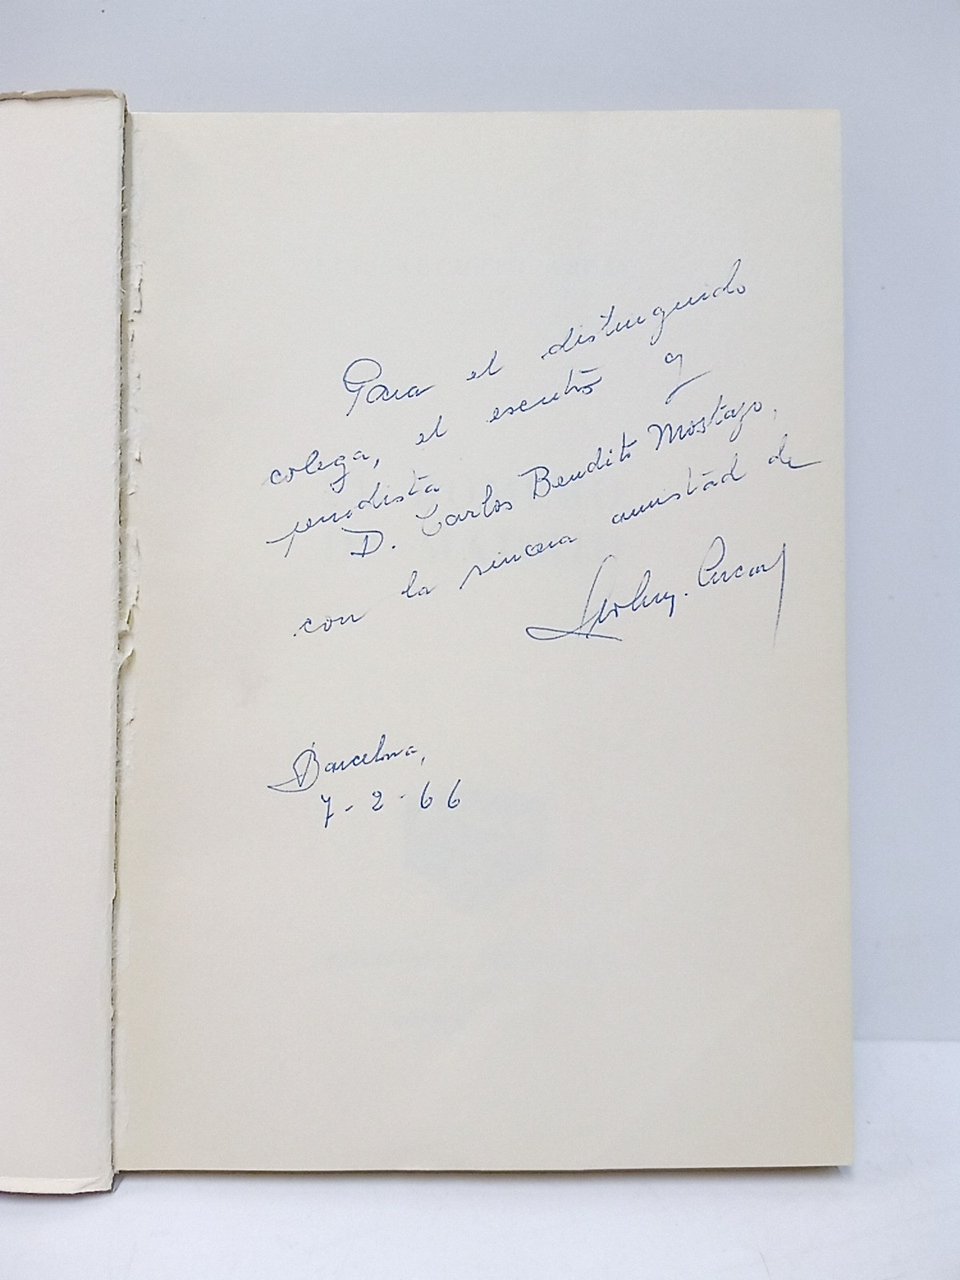 Para el distinguido
colega, el escritor y
periodista
D. Carlos Bendito Mostajo,
con la sincera amistad de
Barcelona,
7-2-66